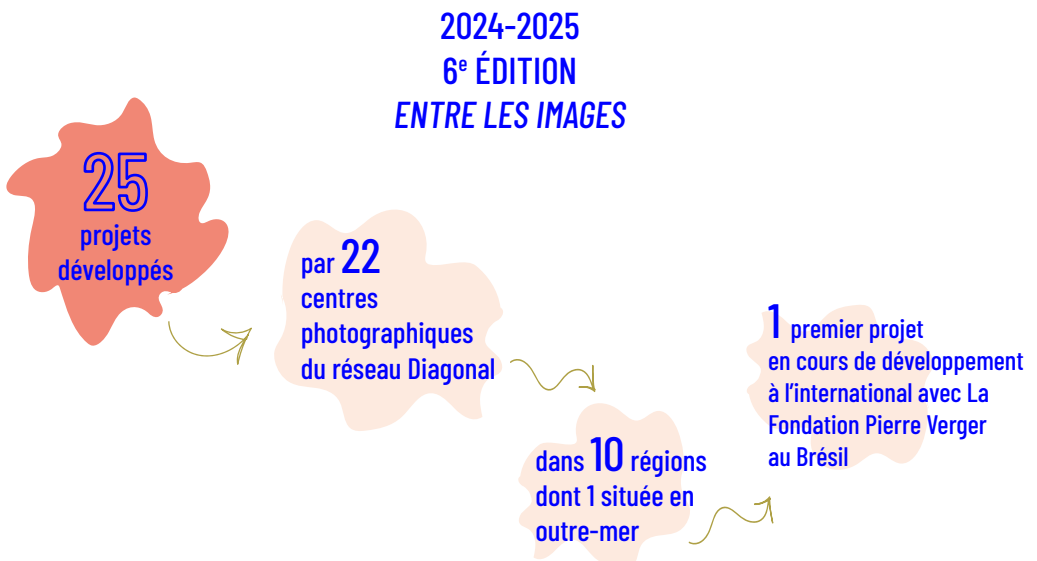 2024-2025
6e ÉDITION
ENTRE LES IMAGES
25
projets
développés
par 22
centres
photographiques
du réseau Diagonal
dans 10 régions
dont 1 située en
outre-mer
1 premier projet
en cours de développement
à l'international avec La
Fondation Pierre Verger
au Brésil